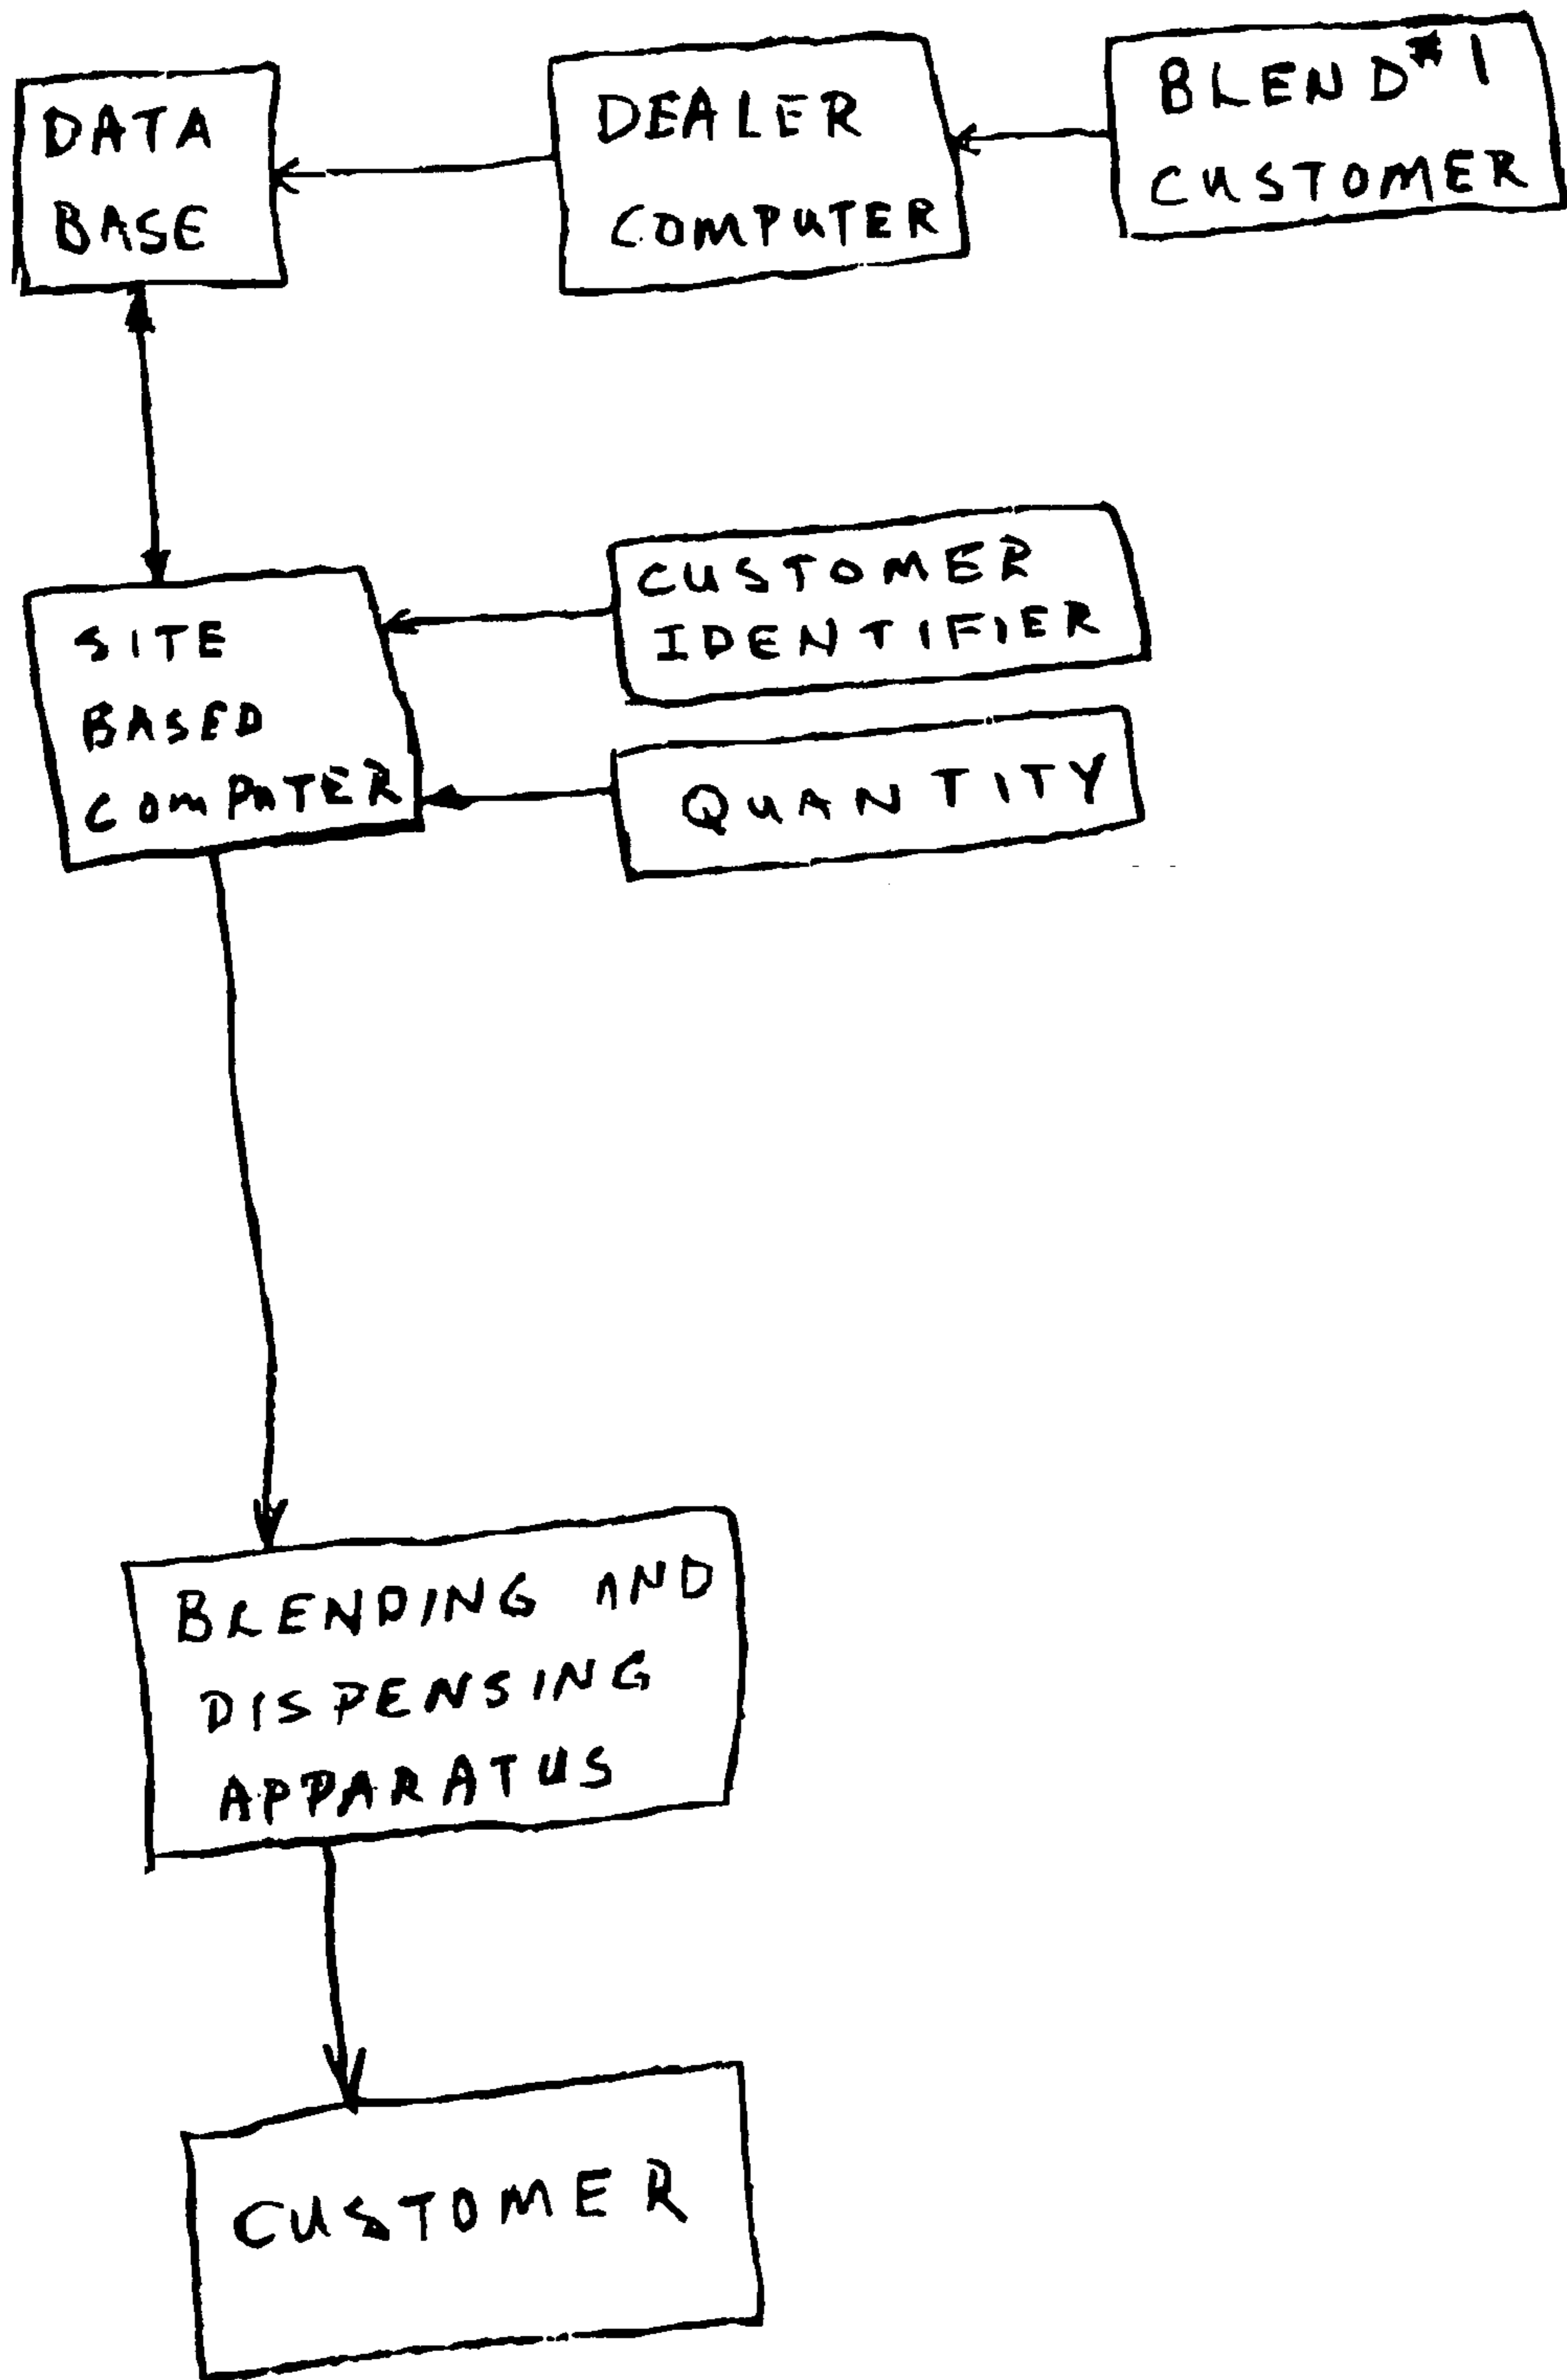 DATA
BASE
DEALER
COMPUTER
BLEND #1
CUSTOMER
SITE
BASED
COMPUTER
CUSTOMER
IDENTIFIER
QUANTITY
BLENDING AND
DISPENSING
APPARATUS
CUSTOMER